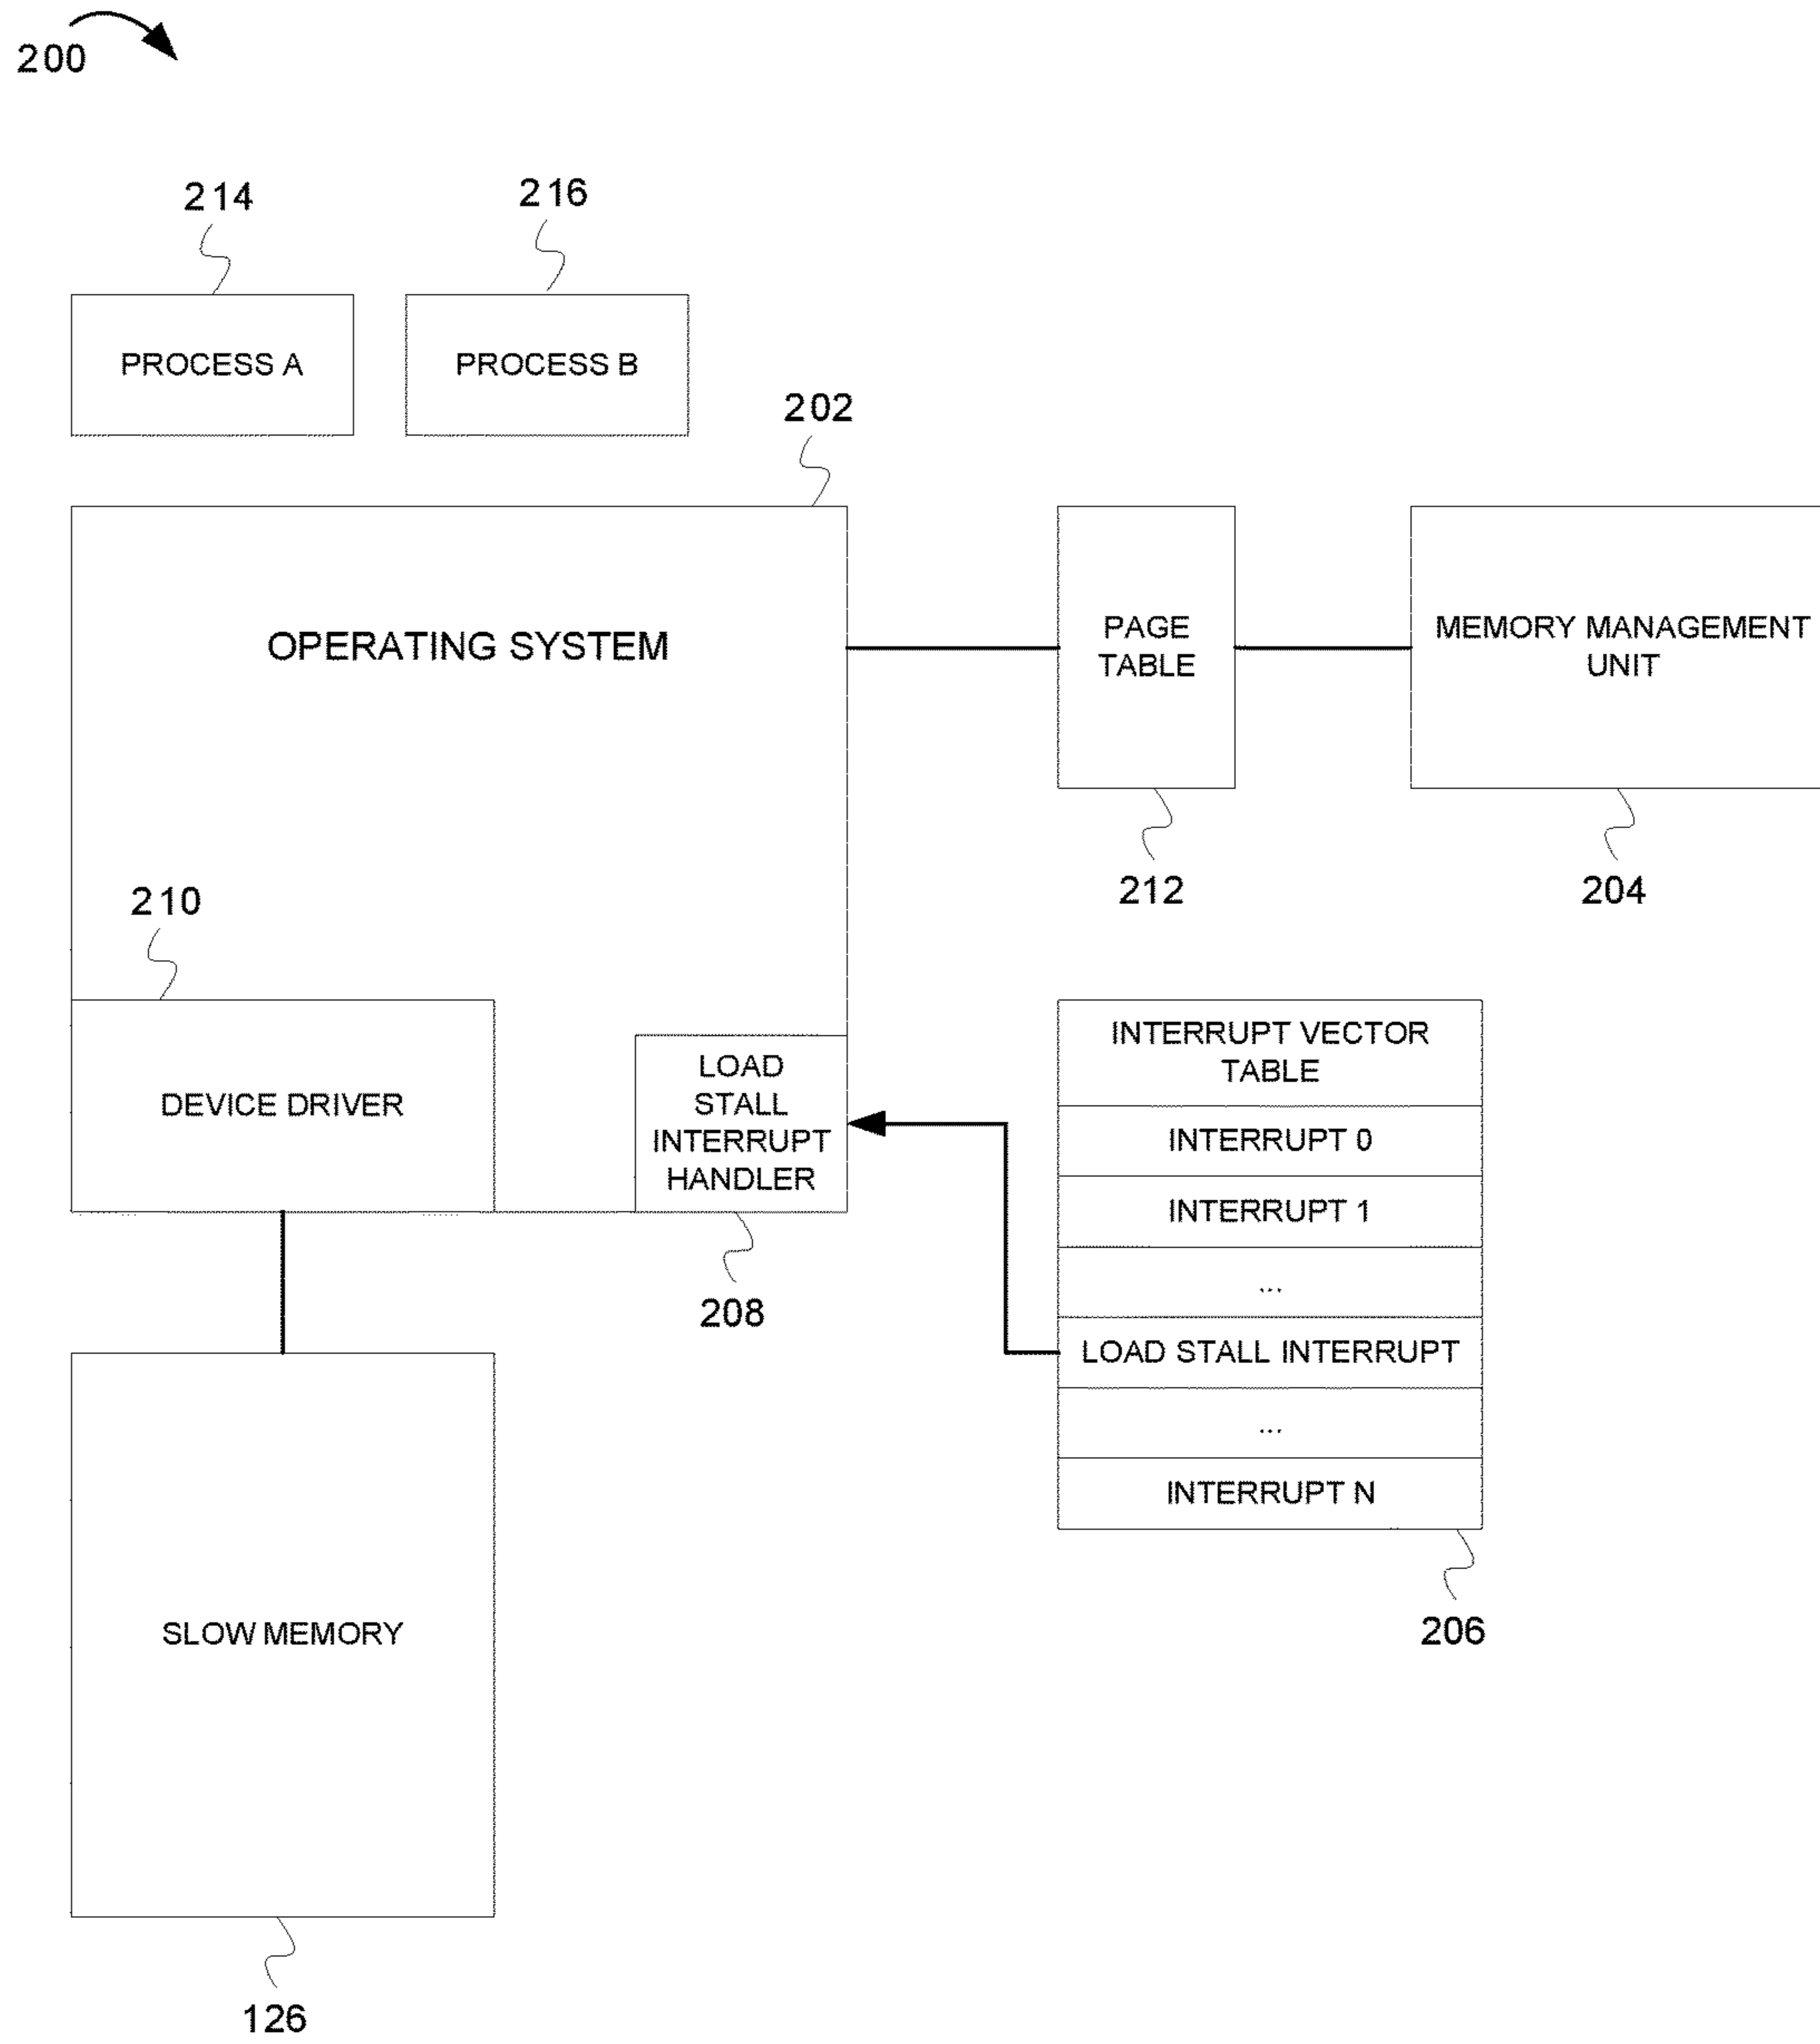 200
214
216
PROCESS A
PROCESS B
202
OPERATING SYSTEM
PAGE
TABLE
MEMORY MANAGEMENT
UNIT
212
204
210
DEVICE DRIVER
LOAD
STALL
INTERRUPT
HANDLER
208
INTERRUPT VECTOR
TABLE
INTERRUPT 0
INTERRUPT 1
...
LOAD STALL INTERRUPT
...
INTERRUPT N
206
SLOW MEMORY
126